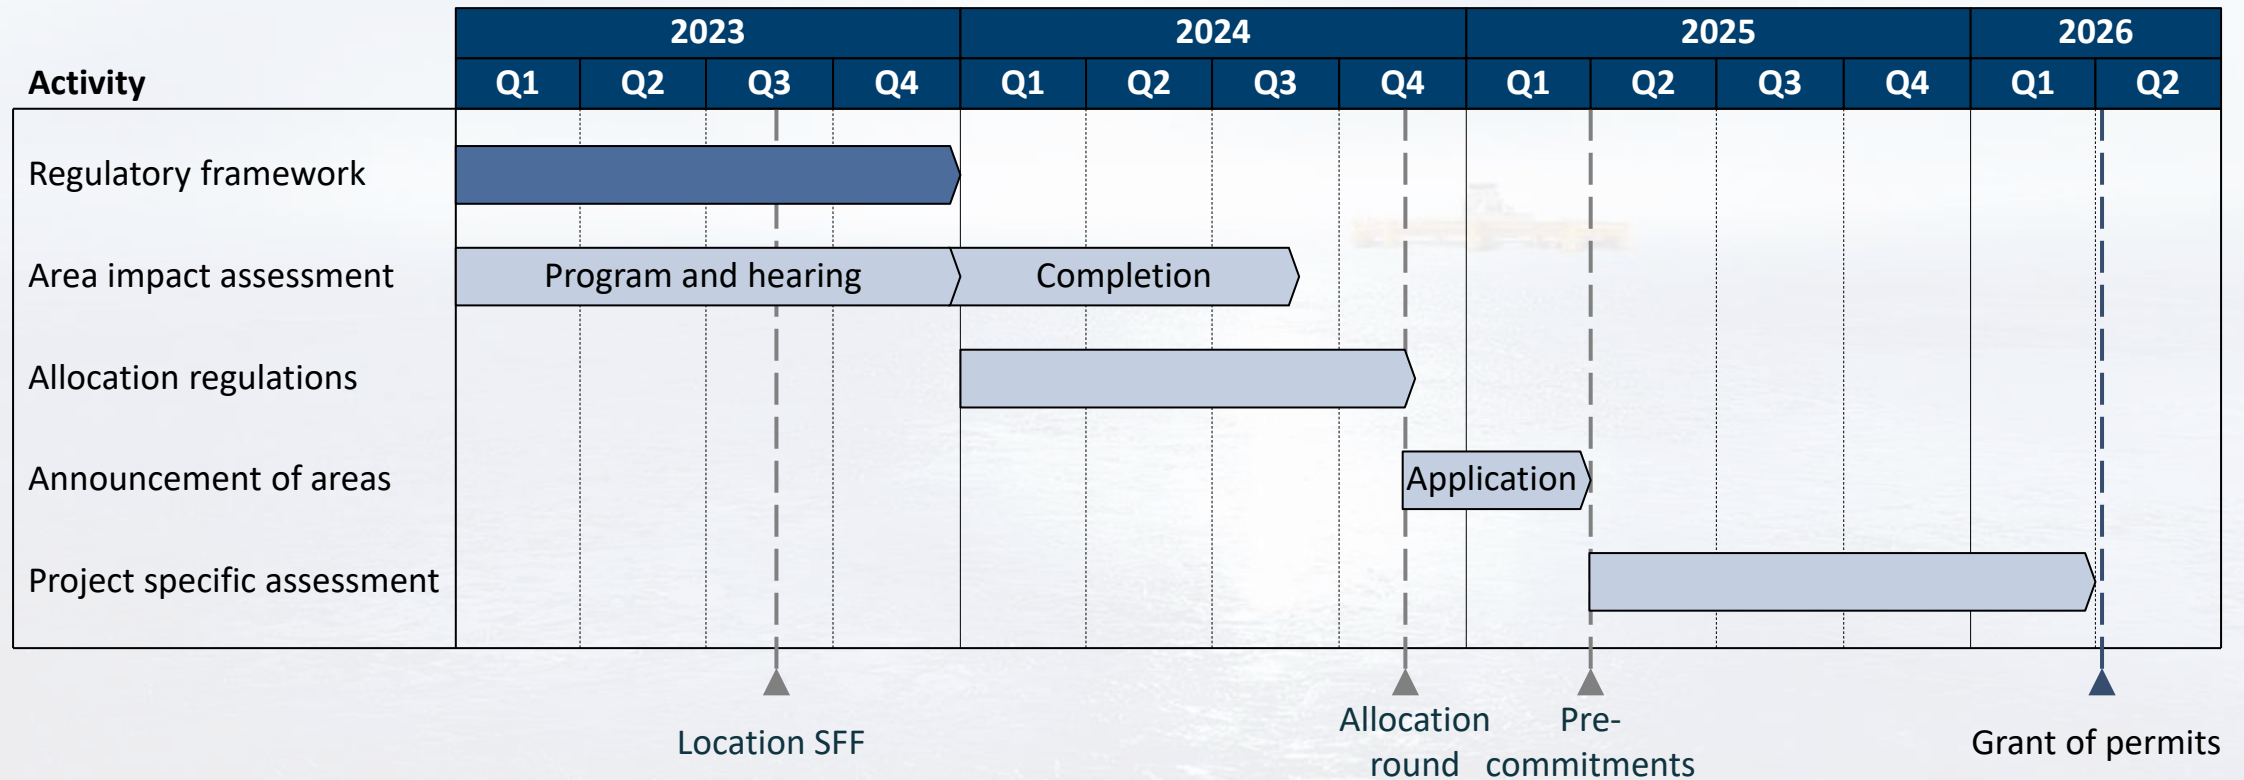 2023 2024 2025 2026
Activity Q1 Q2 Q3 Q4 Q1 Q2 Q3 Q4 Q1 Q2 Q3 Q4 Q1 Q2
Regulatory framework
Area impact assessment Program and hearing Completion
Allocation regulations
Announcement of areas Application
Project specific assessment
Location SFF
Allocation
round
Pre-
commitments
Grant of permits